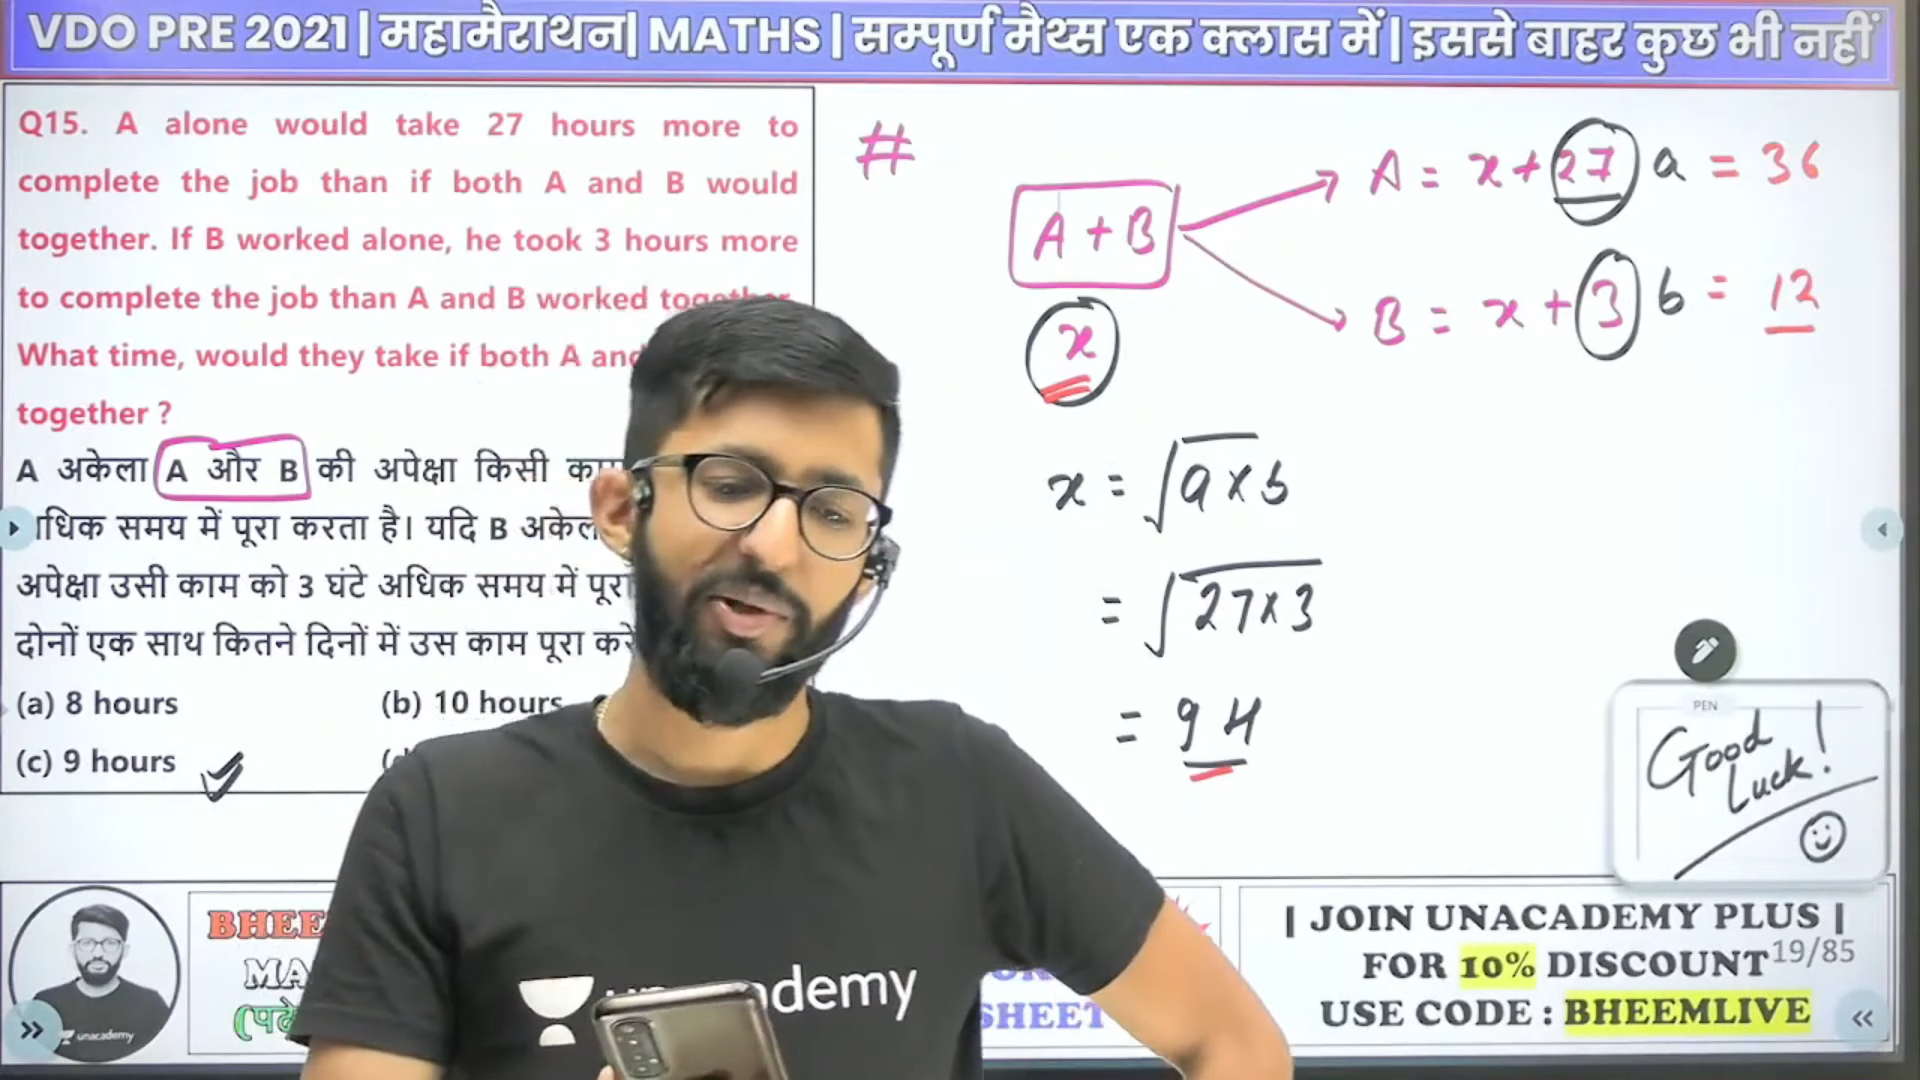 VDO PRE 2021 | महामैराथन| MATHS | सम्पूर्ण मैथ्स एक क्लास में | इससे बाहर कुछ भी नहीं
Q15. A alone would take 27 hours more to
complete the job than if both A and B would
together. If B worked alone, he took 3 hours more
to complete the job than A and B worked together.
What time, would they take if both A and
together ?
A अकेला A और B की अपेक्षा किसी
धिक समय में पूरा करता है। यदि B
अपेक्षा उसी काम को 3 घंटे अधिक समय में
दोनों एक साथ कितने दिनों में उस काम पूरा
(a) 8 hours (b) 10 hours
(c) 9 hours
#
A + B
x
A = x + 27 a = 36
B = x + 3 b = 12
x = √a×b
= √27×3
= 9 H
PEN
Good
Luck!
unacademy
| JOIN UNACADEMY PLUS |
FOR 10% DISCOUNT
19/85
USE CODE : BHEEMLIVE
SHEET
unacademy